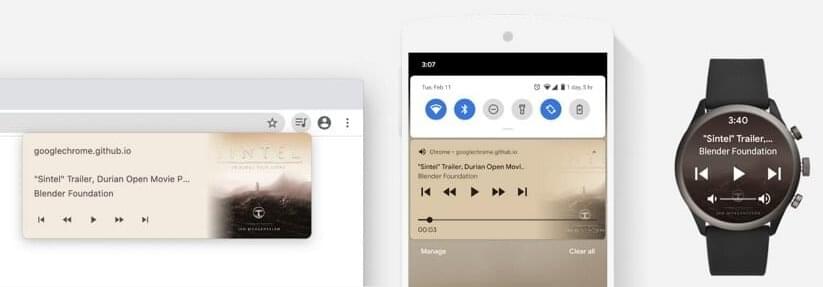 googlechrome.github.io
"Sintel" Trailer, Durian Open Movie P...
Blender Foundation
SINTEL
3:07
Tue, Feb 11
1 day, 3 hr
Chrome • googlechrome.github.io
"Sintel" Trailer, Durian Open Movi..
Blender Foundation
00:03
Manage
Clear all
3:40
"Sintel" Trailer,...
Blender Foundation